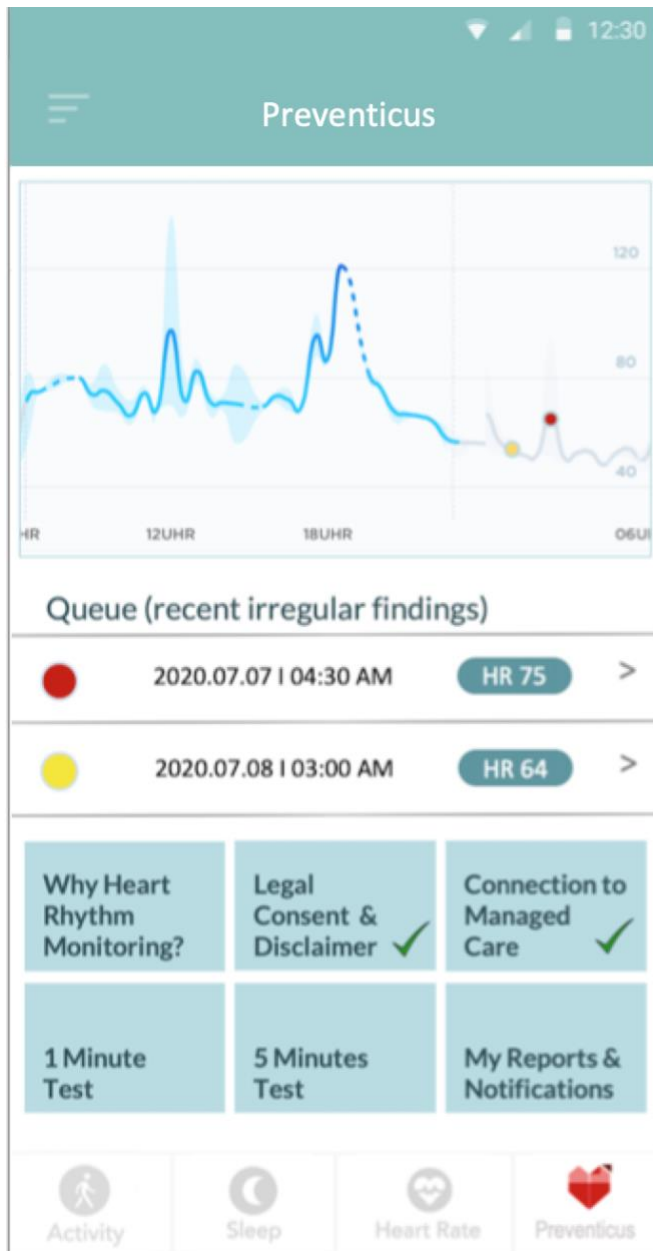 12:30
Preventicus
120
80
40
HR 12UHR 18UHR 06U
Queue (recent irregular findings)
2020.07.07 I 04:30 AM HR 75 >
2020.07.08 I 03:00 AM HR 64 >
Why Heart
Rhythm
Monitoring?
Legal
Consent &
Disclaimer
Connection to
Managed
Care
1 Minute
Test
5 Minutes
Test
My Reports &
Notifications
Activity Sleep Heart Rate Preventicus